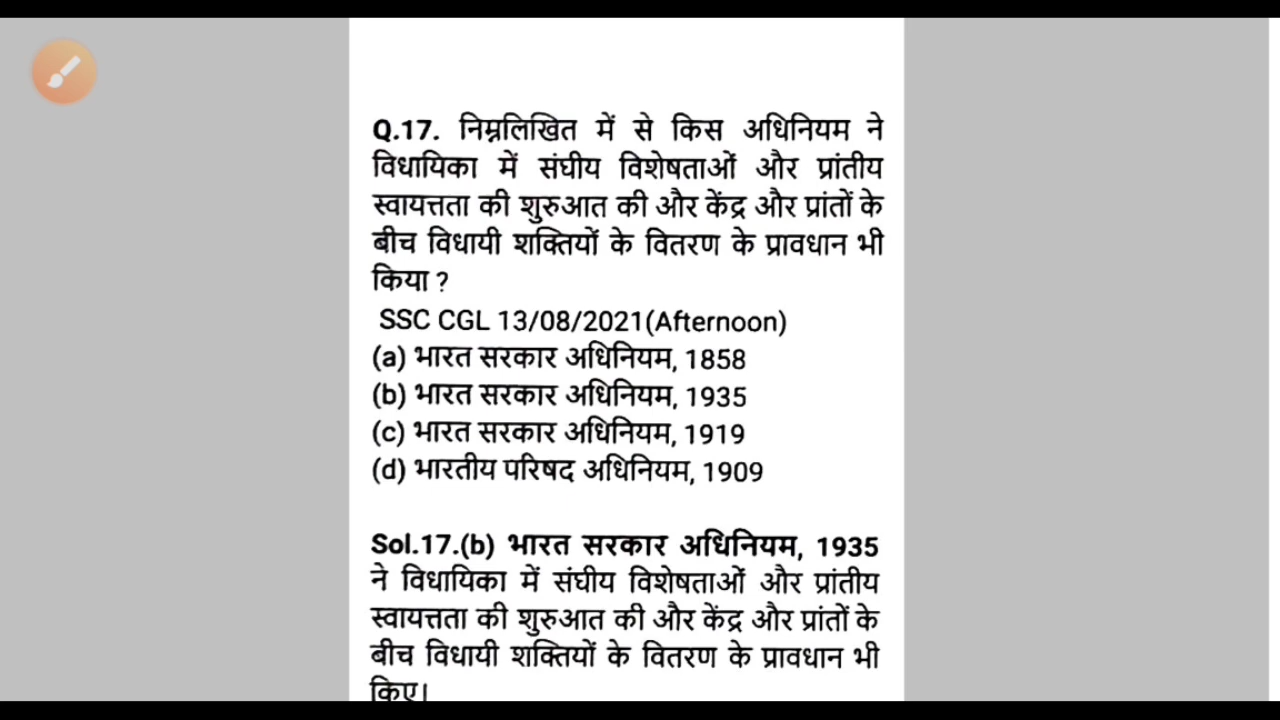 Q.17. निम्नलिखित में से किस अधिनियम ने
विधायिका में संघीय विशेषताओं और प्रांतीय
स्वायत्तता की शुरुआत की और केंद्र और प्रांतों के
बीच विधायी शक्तियों के वितरण के प्रावधान भी
किया ?
SSC CGL 13/08/2021(Afternoon)
(a) भारत सरकार अधिनियम, 1858
(b) भारत सरकार अधिनियम, 1935
(c) भारत सरकार अधिनियम, 1919
(d) भारतीय परिषद अधिनियम, 1909
Sol.17.(b) भारत सरकार अधिनियम, 1935
ने विधायिका में संघीय विशेषताओं और प्रांतीय
स्वायत्तता की शुरुआत की और केंद्र और प्रांतों के
बीच विधायी शक्तियों के वितरण के प्रावधान भी
किए।